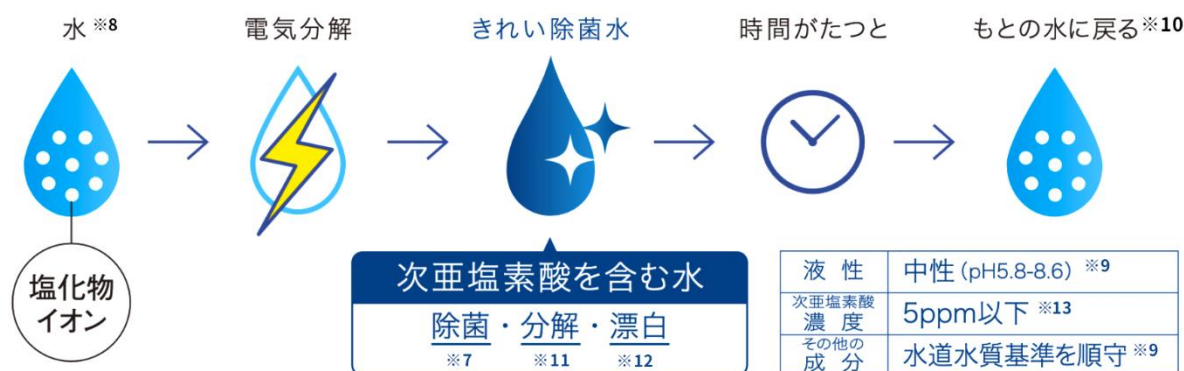 水※8
電気分解
きれい除菌水
時間がたつと
もとの水に戻る※10
塩化物
イオン
次亜塩素酸を含む水
除菌・分解・漂白
※7 ※11 ※12
液性 中性(pH5.8-8.6)※9
次亜塩素酸
濃度 5ppm以下※13
その他の
成分 水道水質基準を順守※9